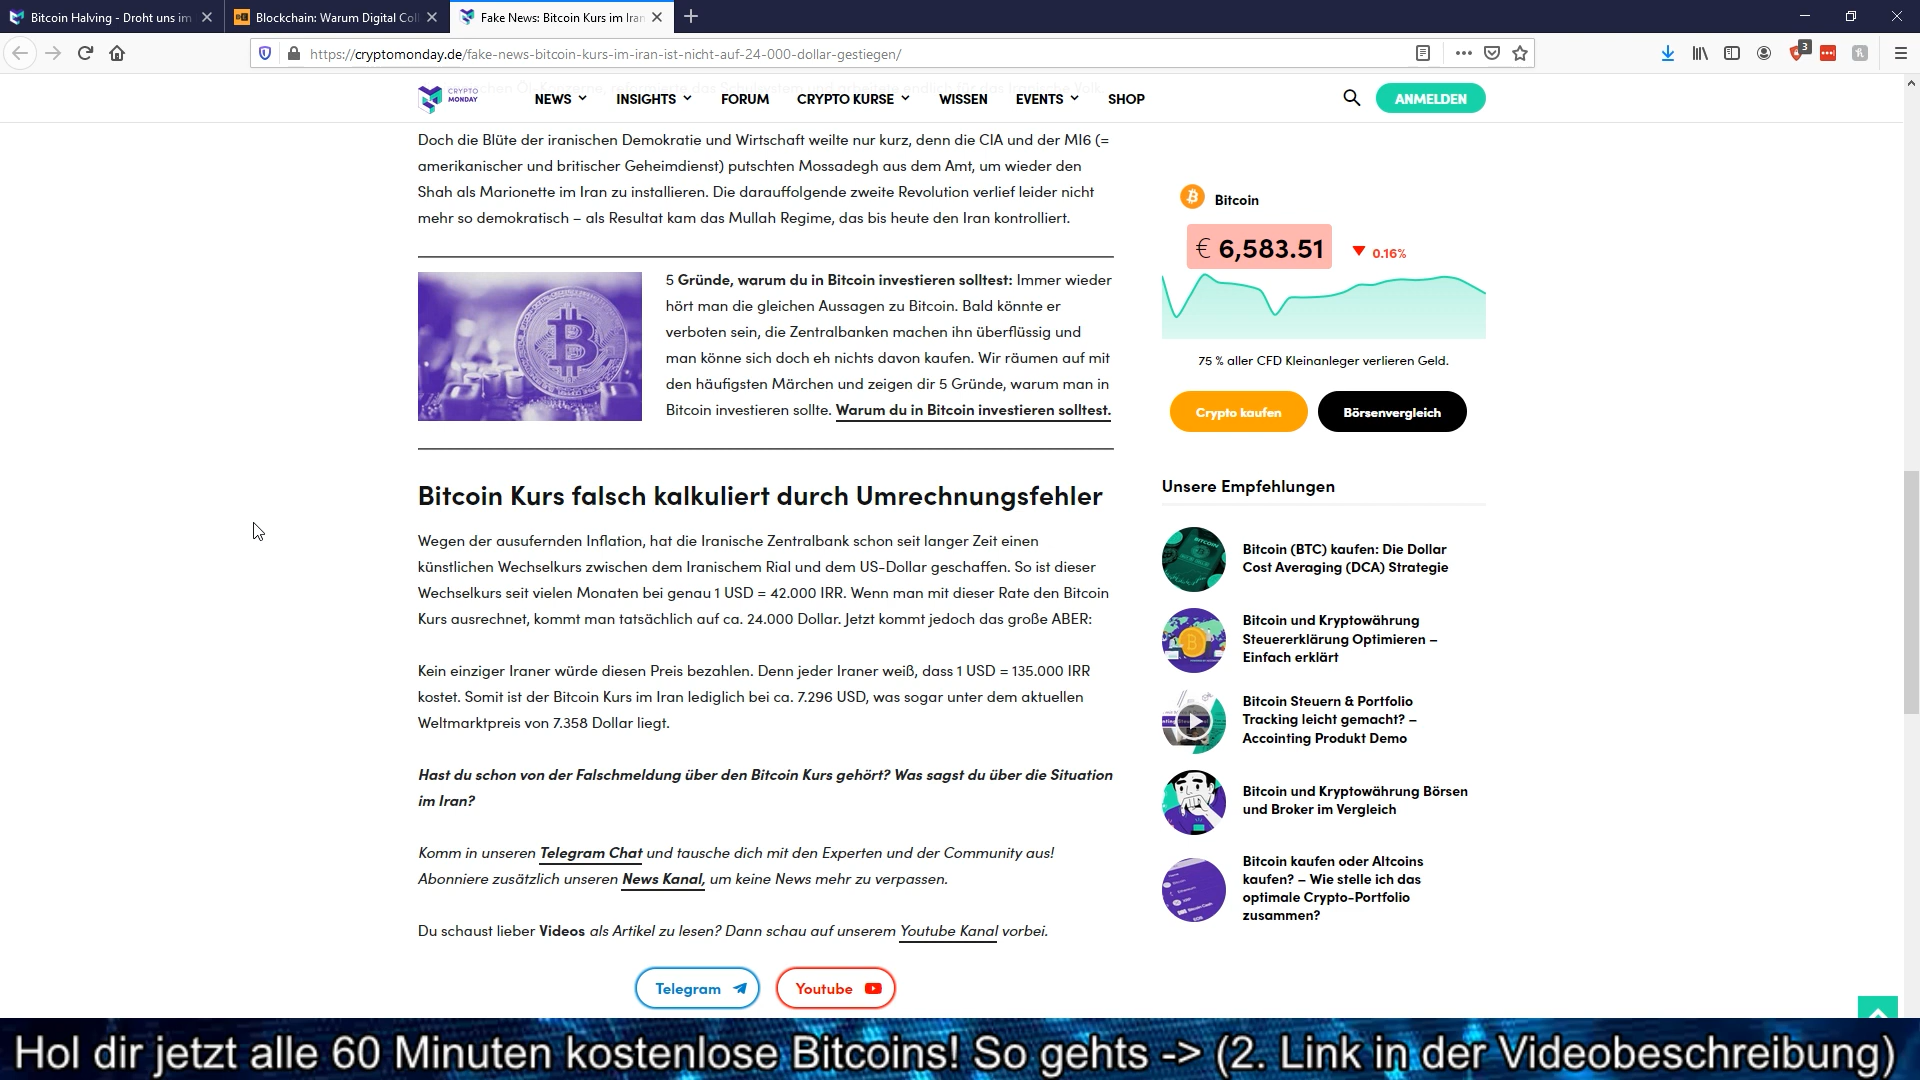 Bitcoin Halving - Droht uns im
Blockchain: Warum Digital Coll
Fake News: Bitcoin Kurs im Iran
https://cryptomonday.de/fake-news-bitcoin-kurs-im-iran-ist-nicht-auf-24-000-dollar-gestiegen/
3
CRYPTO
MONDAY
NEWS
INSIGHTS
FORUM
CRYPTO KURSE
WISSEN
EVENTS
SHOP
ANMELDEN
Doch die Blüte der iranischen Demokratie und Wirtschaft weilte nur kurz, denn die CIA und der MI6 (=
amerikanischer und britischer Geheimdienst) putschten Mossadegh aus dem Amt, um wieder den
Shah als Marionette im Iran zu installieren. Die darauffolgende zweite Revolution verlief leider nicht
mehr so demokratisch – als Resultat kam das Mullah Regime, das bis heute den Iran kontrolliert.
5 Gründe, warum du in Bitcoin investieren solltest: Immer wieder
hört man die gleichen Aussagen zu Bitcoin. Bald könnte er
verboten sein, die Zentralbanken machen ihn überflüssig und
man könne sich doch eh nichts davon kaufen. Wir räumen auf mit
den häufigsten Märchen und zeigen dir 5 Gründe, warum man in
Bitcoin investieren sollte. Warum du in Bitcoin investieren solltest.
Bitcoin Kurs falsch kalkuliert durch Umrechnungsfehler
Wegen der ausufernden Inflation, hat die Iranische Zentralbank schon seit langer Zeit einen
künstlichen Wechselkurs zwischen dem Iranischem Rial und dem US-Dollar geschaffen. So ist dieser
Wechselkurs seit vielen Monaten bei genau 1 USD = 42.000 IRR. Wenn man mit dieser Rate den Bitcoin
Kurs ausrechnet, kommt man tatsächlich auf ca. 24.000 Dollar. Jetzt kommt jedoch das große ABER:
Kein einziger Iraner würde diesen Preis bezahlen. Denn jeder Iraner weiß, dass 1 USD = 135.000 IRR
kostet. Somit ist der Bitcoin Kurs im Iran lediglich bei ca. 7.296 USD, was sogar unter dem aktuellen
Weltmarktpreis von 7.358 Dollar liegt.
Hast du schon von der Falschmeldung über den Bitcoin Kurs gehört? Was sagst du über die Situation
im Iran?
Komm in unseren Telegram Chat und tausche dich mit den Experten und der Community aus!
Abonniere zusätzlich unseren News Kanal, um keine News mehr zu verpassen.
Du schaust lieber Videos als Artikel zu lesen? Dann schau auf unserem Youtube Kanal vorbei.
Telegram
Youtube
Bitcoin
€ 6,583.51
0.16%
75 % aller CFD Kleinanleger verlieren Geld.
Crypto kaufen
Börsenvergleich
Unsere Empfehlungen
Bitcoin (BTC) kaufen: Die Dollar
Cost Averaging (DCA) Strategie
Bitcoin und Kryptowährung
Steuererklärung Optimieren –
Einfach erklärt
Bitcoin Steuern & Portfolio
Tracking leicht gemacht? –
Accointing Produkt Demo
Bitcoin und Kryptowährung Börsen
und Broker im Vergleich
Bitcoin kaufen oder Altcoins
kaufen? – Wie stelle ich das
optimale Crypto-Portfolio
zusammen?
Hol dir jetzt alle 60 Minuten kostenlose Bitcoins! So gehts -> (2. Link in der Videobeschreibung)